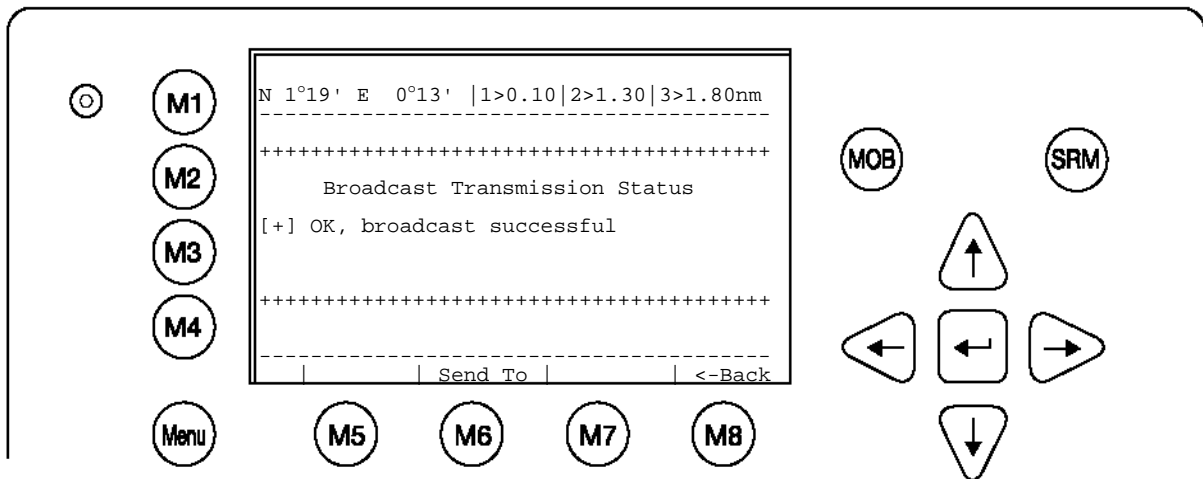 M1
M2
M3
M4
N 1°19' E  0°13' |1>0.10|2>1.30|3>1.80nm
----------------------------------------
++++++++++++++++++++++++++++++++++++++++
Broadcast Transmission Status
[+] OK, broadcast successful
++++++++++++++++++++++++++++++++++++++++
----------------------------------------
| | Send To | | <-Back
MOB
SRM
Menu
M5
M6
M7
M8